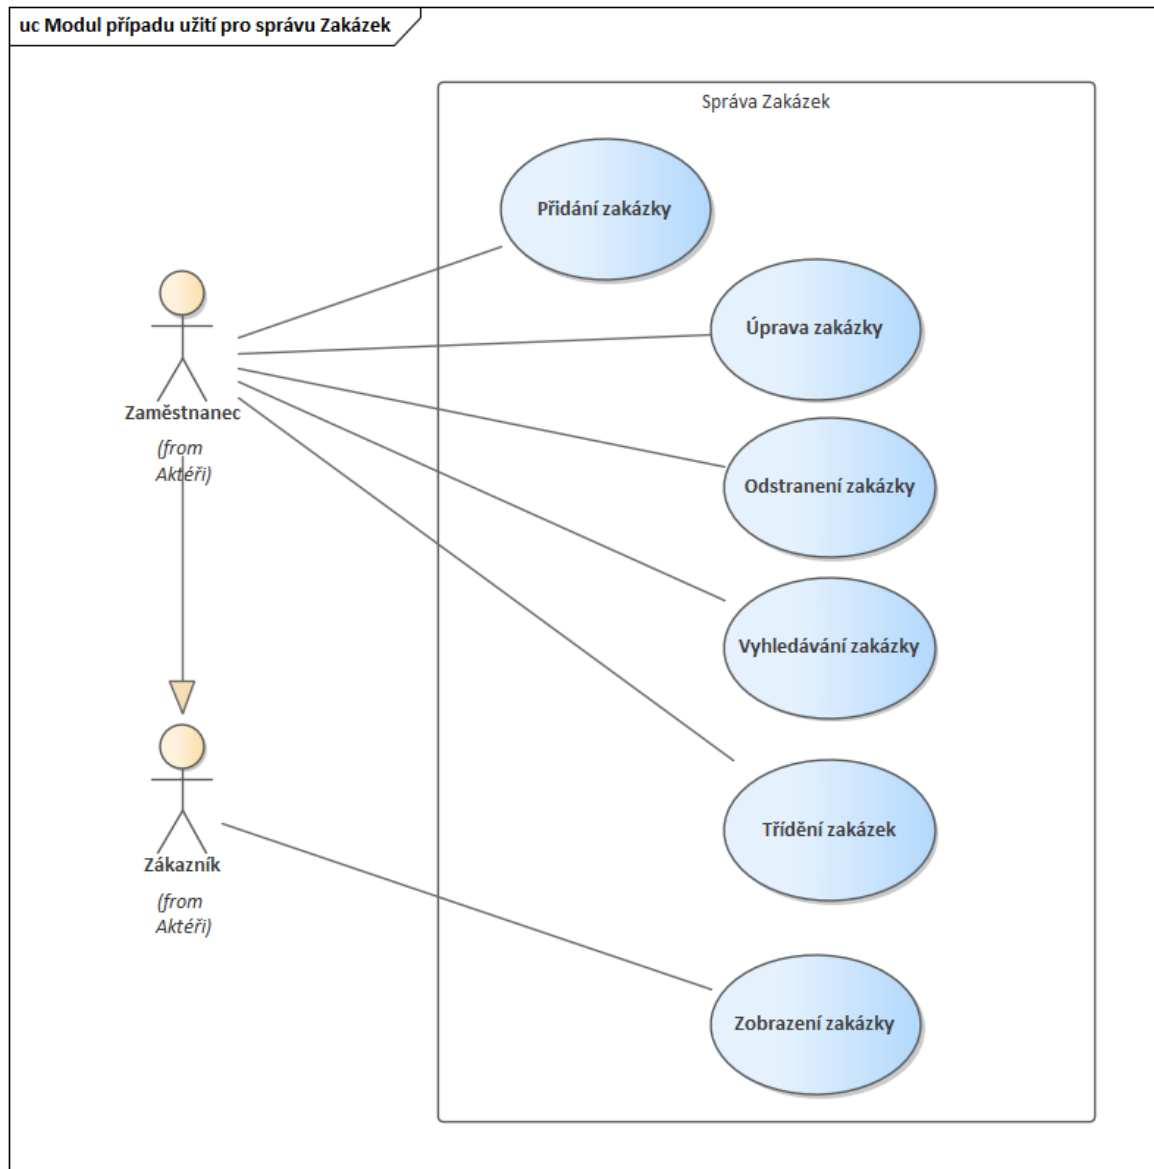 uc Modul případu užití pro správu Zakázek
Správa Zakázek
Přidání zakázky
Úprava zakázky
Zaměstnanec
(from
Aktéři)
Odstranení zakázky
Vyhledávání zakázky
Třídění zakázek
Zákazník
(from
Aktéři)
Zobrazení zakázky